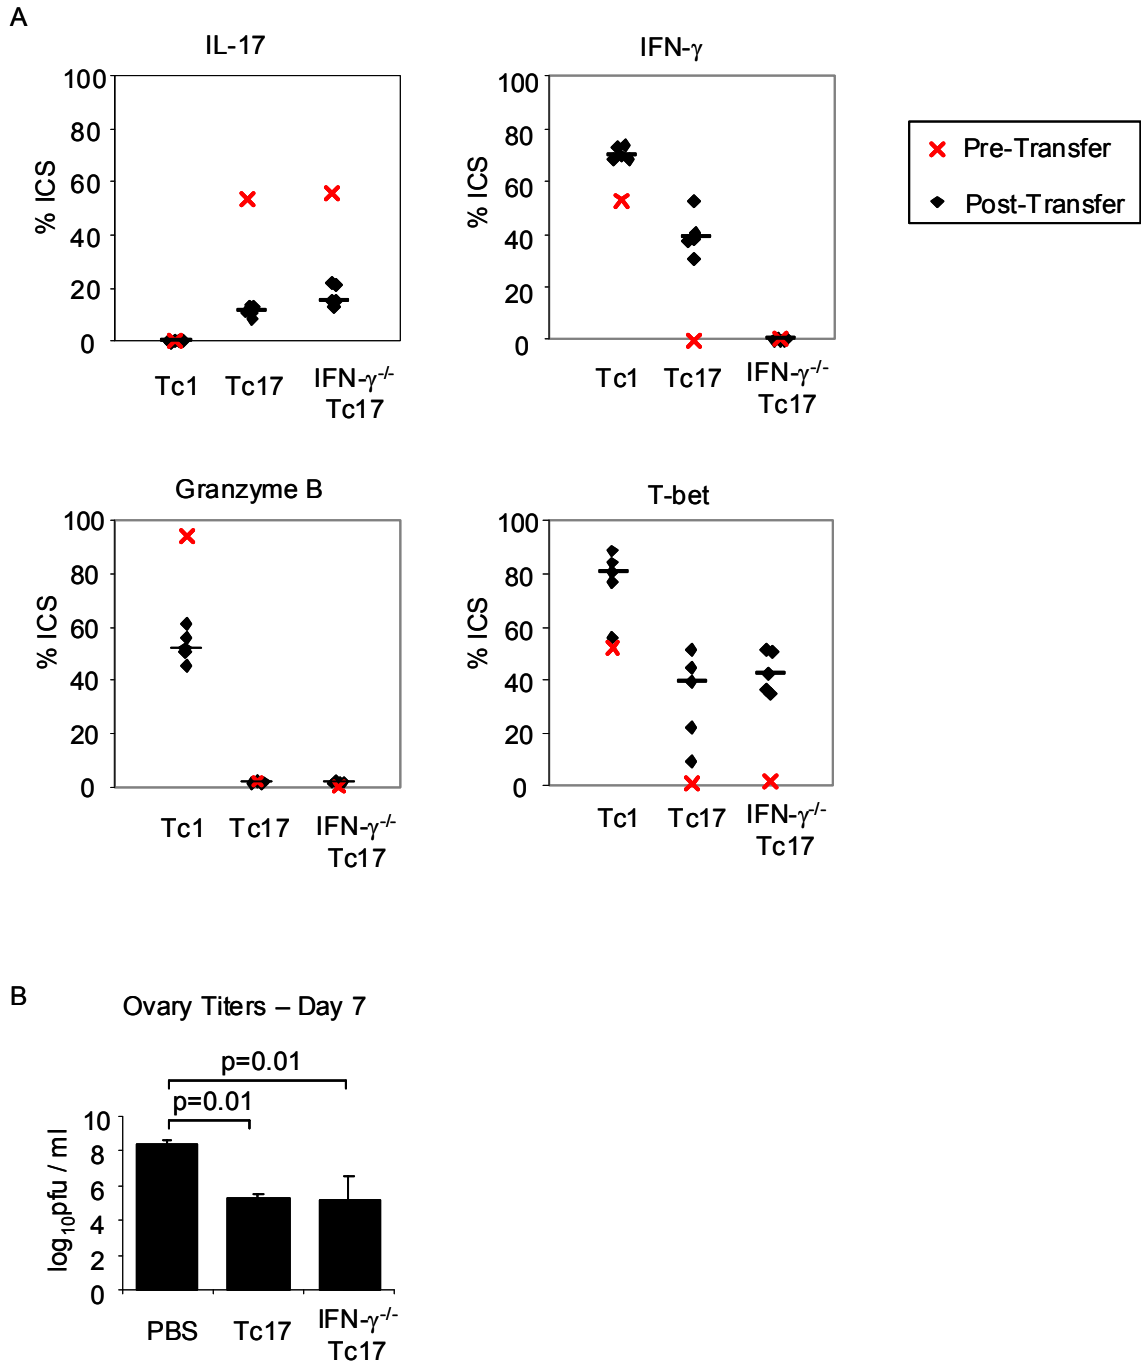 A
IL-17
100
80
60
40
20
0
% ICS
Tc1
Tc17
IFN-γ-/-
Tc17
IFN-γ
100
80
60
40
20
0
% ICS
Tc1
Tc17
IFN-γ-/-
Tc17
Pre-Transfer
Post-Transfer
Granzyme B
100
80
60
40
20
0
% ICS
Tc1
Tc17
IFN-γ-/-
Tc17
T-bet
100
80
60
40
20
0
% ICS
Tc1
Tc17
IFN-γ-/-
Tc17
B
Ovary Titers – Day 7
p=0.01
p=0.01
10
8
6
4
2
0
log10pfu / ml
PBS
Tc17
IFN-γ-/-
Tc17